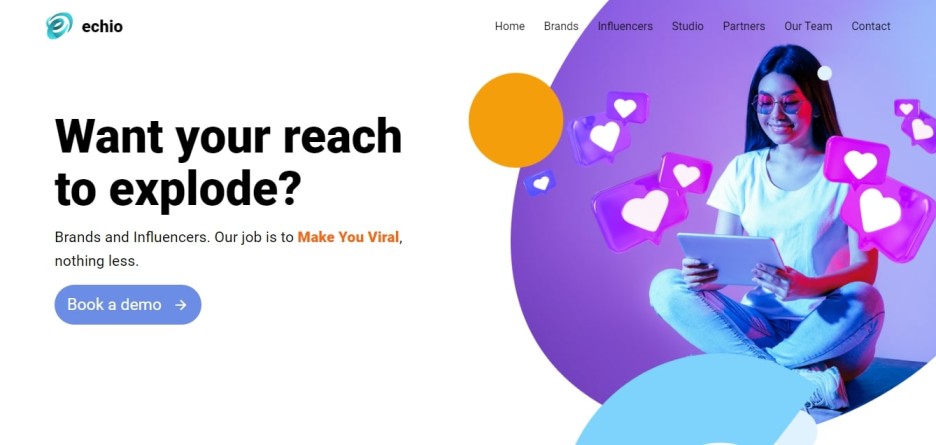 echio
Home Brands Influencers Studio Partners Our Team Contact
Want your reach
to explode?
Brands and Influencers. Our job is to Make You Viral,
nothing less.
Book a demo →